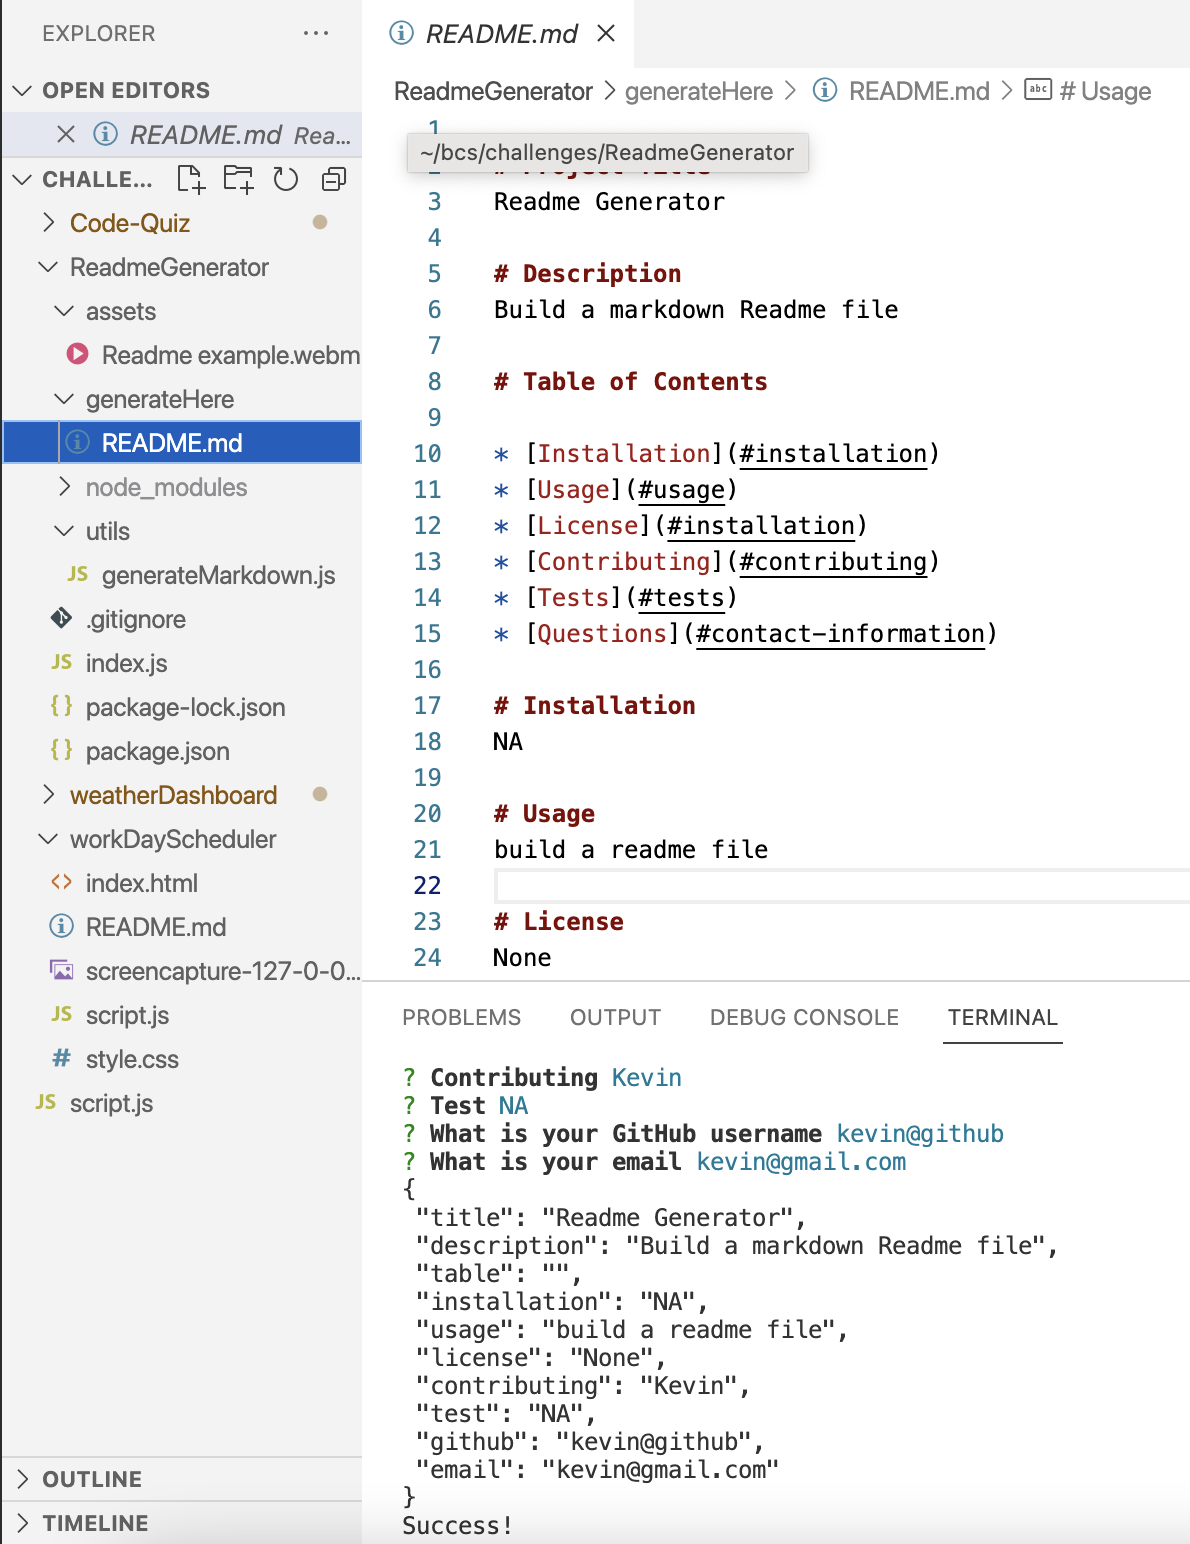 EXPLORER
OPEN EDITORS
README.md Rea...
CHALLE...
Code-Quiz
ReadmeGenerator
assets
Readme example.webm
generateHere
README.md
node_modules
utils
JS generateMarkdown.js
.gitignore
JS index.js
{ } package-lock.json
{ } package.json
weatherDashboard
workDayScheduler
<> index.html
README.md
screencapture-127-0-0...
JS script.js
# style.css
JS script.js
OUTLINE
TIMELINE
README.md
ReadmeGenerator > generateHere > README.md > abc # Usage
1
~/bcs/challenges/ReadmeGenerator
2 # Project Title
3 Readme Generator
4
5 # Description
6 Build a markdown Readme file
7
8 # Table of Contents
9
10 * [Installation](#installation)
11 * [Usage](#usage)
12 * [License](#installation)
13 * [Contributing](#contributing)
14 * [Tests](#tests)
15 * [Questions](#contact-information)
16
17 # Installation
18 NA
19
20 # Usage
21 build a readme file
22
23 # License
24 None
PROBLEMS OUTPUT DEBUG CONSOLE TERMINAL
? Contributing Kevin
? Test NA
? What is your GitHub username kevin@github
? What is your email kevin@gmail.com
{
"title": "Readme Generator",
"description": "Build a markdown Readme file",
"table": "",
"installation": "NA",
"usage": "build a readme file",
"license": "None",
"contributing": "Kevin",
"test": "NA",
"github": "kevin@github",
"email": "kevin@gmail.com"
}
Success!